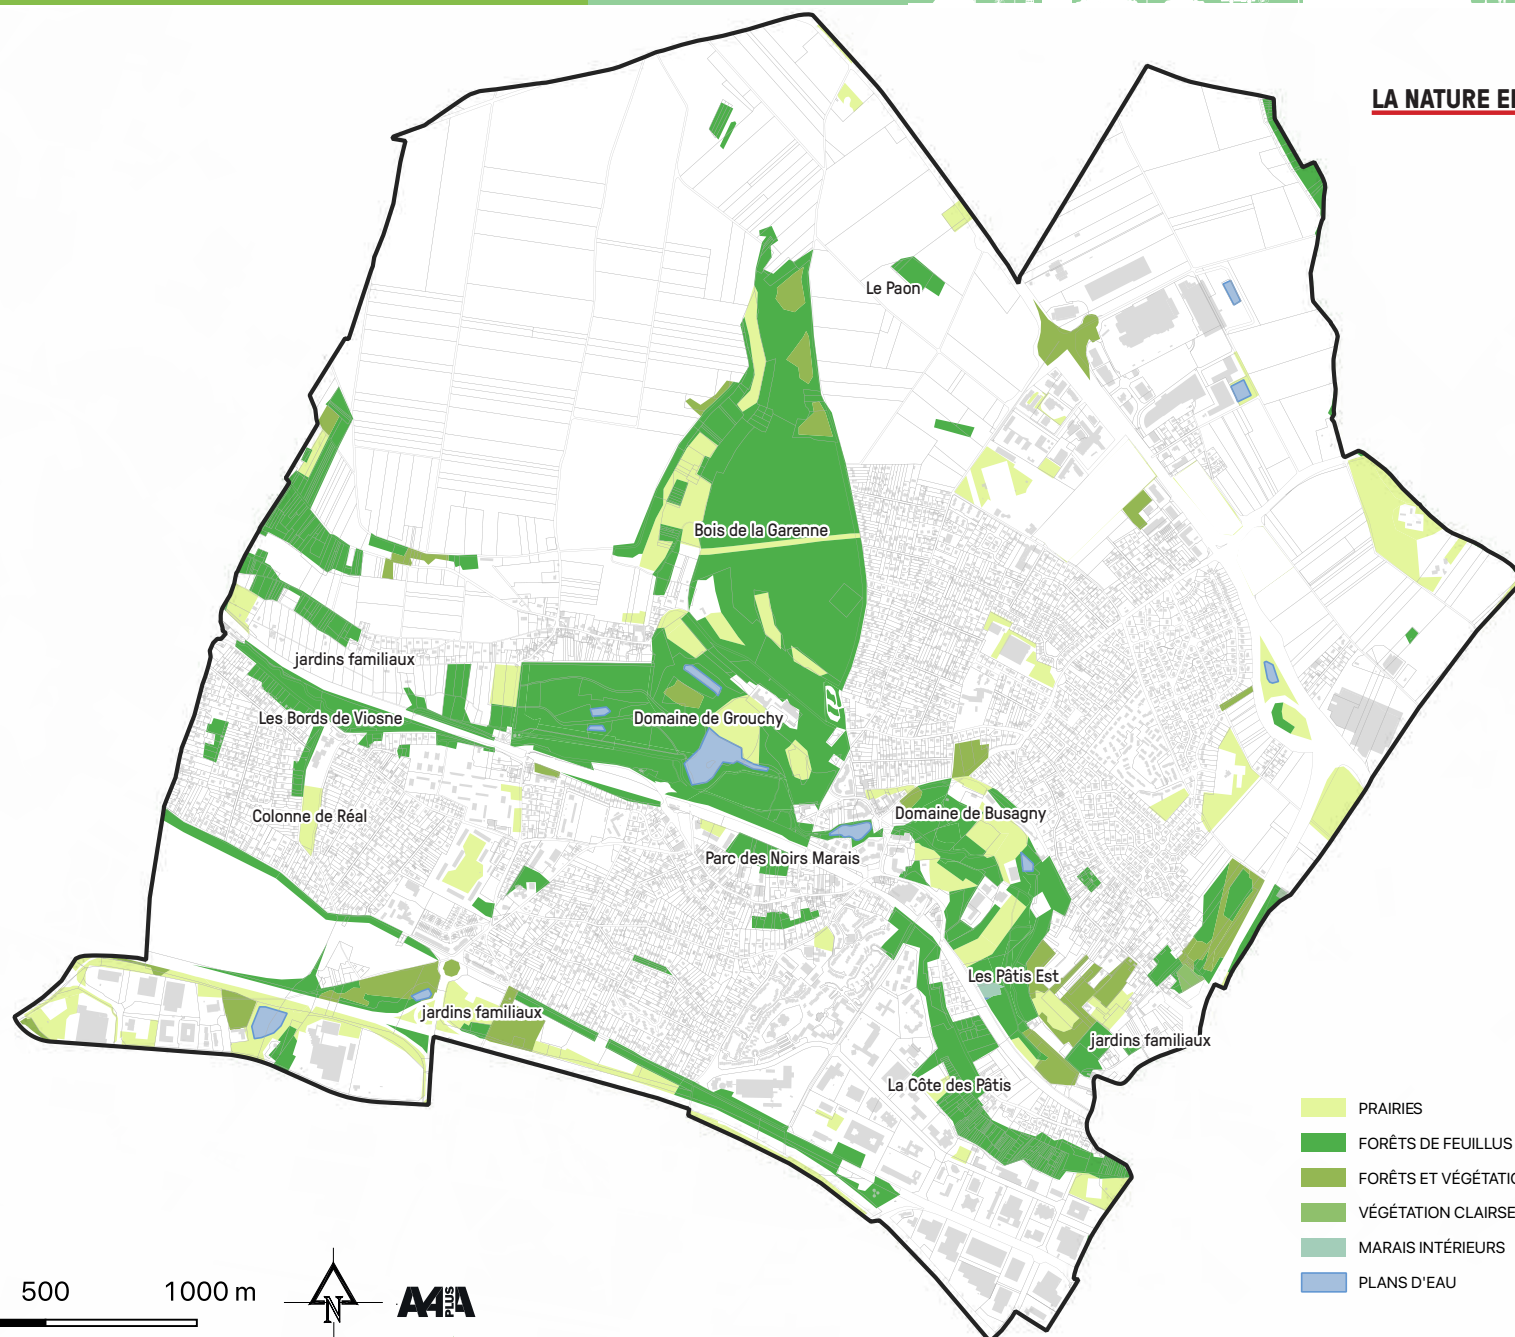 LA NATURE E
Le Paon
Bois de la Garenne
jardins familiaux
Les Bords de Viosne
Domaine de Grouchy
Colonne de Réal
Domaine de Busagny
Parc des Noirs Marais
Les Pâtis Est
jardins familiaux
jardins familiaux
La Côte des Pâtis
PRAIRIES
FORÊTS DE FEUILLUS
FORÊTS ET VÉGÉTATIO
VÉGÉTATION CLAIRSE
MARAIS INTÉRIEURS
PLANS D'EAU
500 1000 m
N
AA4A PLUS